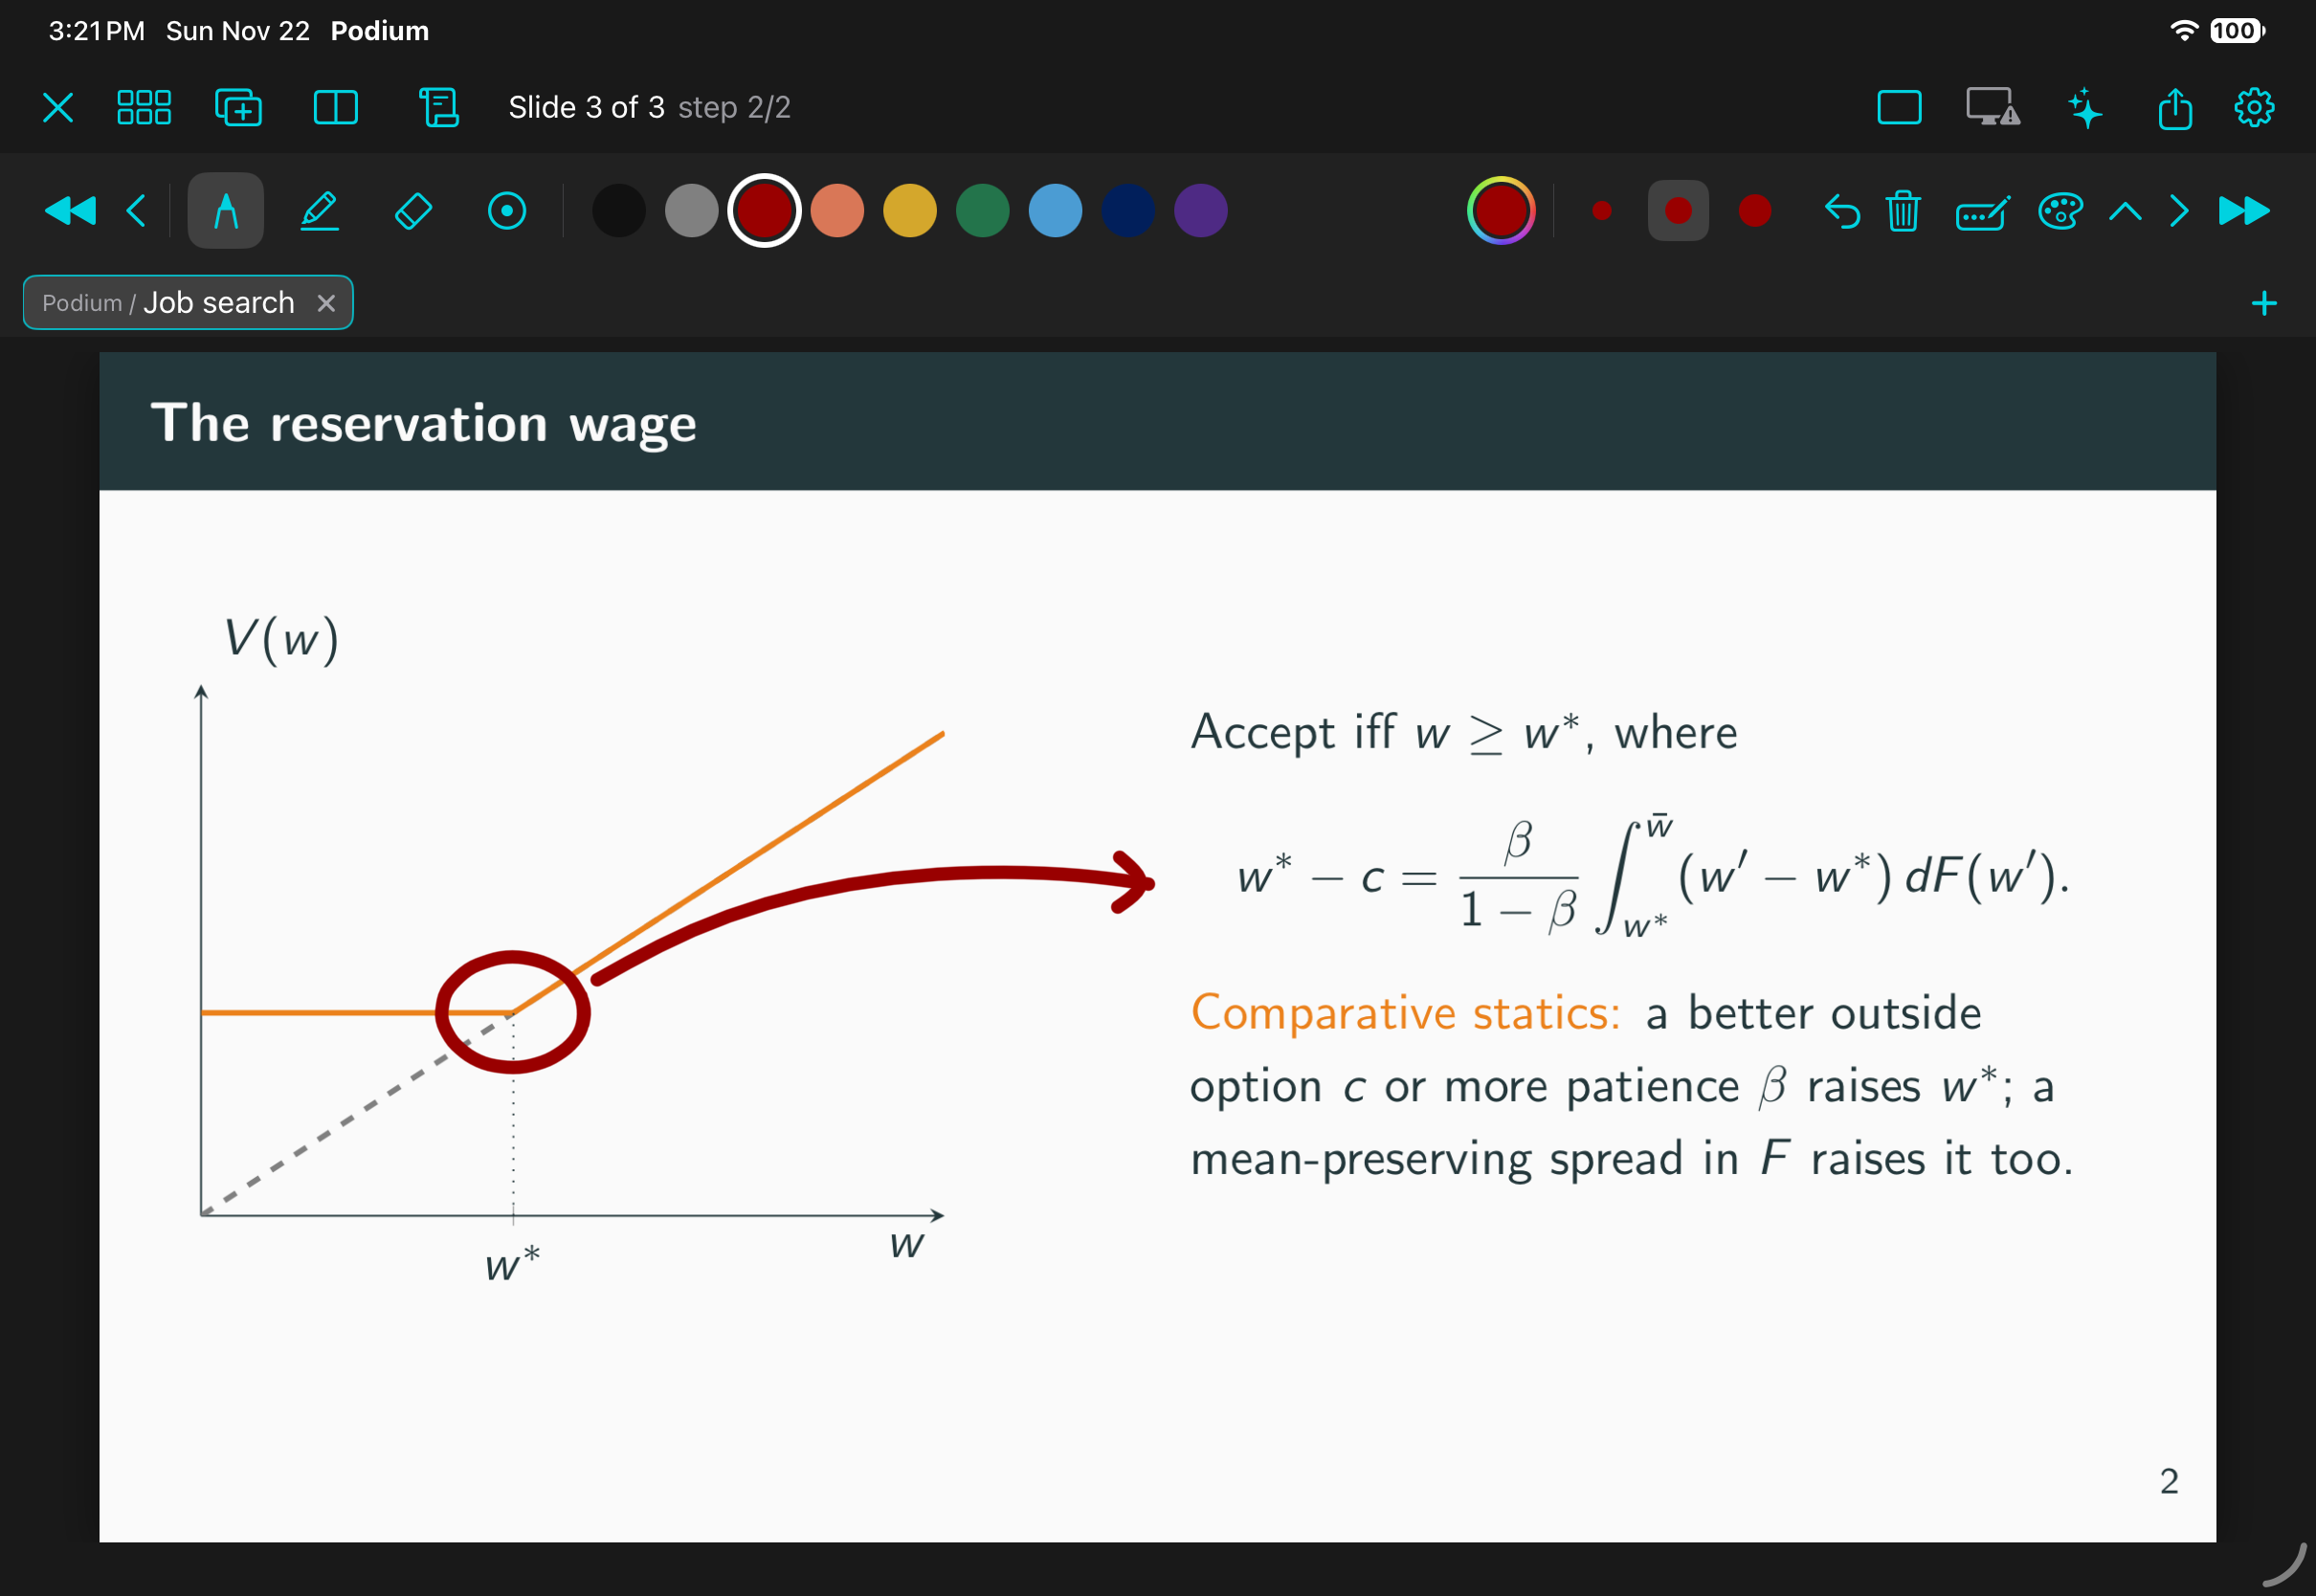 3:21 PM Sun Nov 22 Podium 100
Slide 3 of 3 step 2/2
Podium / Job search
The reservation wage
V(w)
w*
w
Accept iff w ≥ w*, where
w* − c = β / (1 − β) ∫_{w*}^{w̄} (w′ − w*) dF(w′).
Comparative statics: a better outside
option c or more patience β raises w*; a
mean-preserving spread in F raises it too.
2